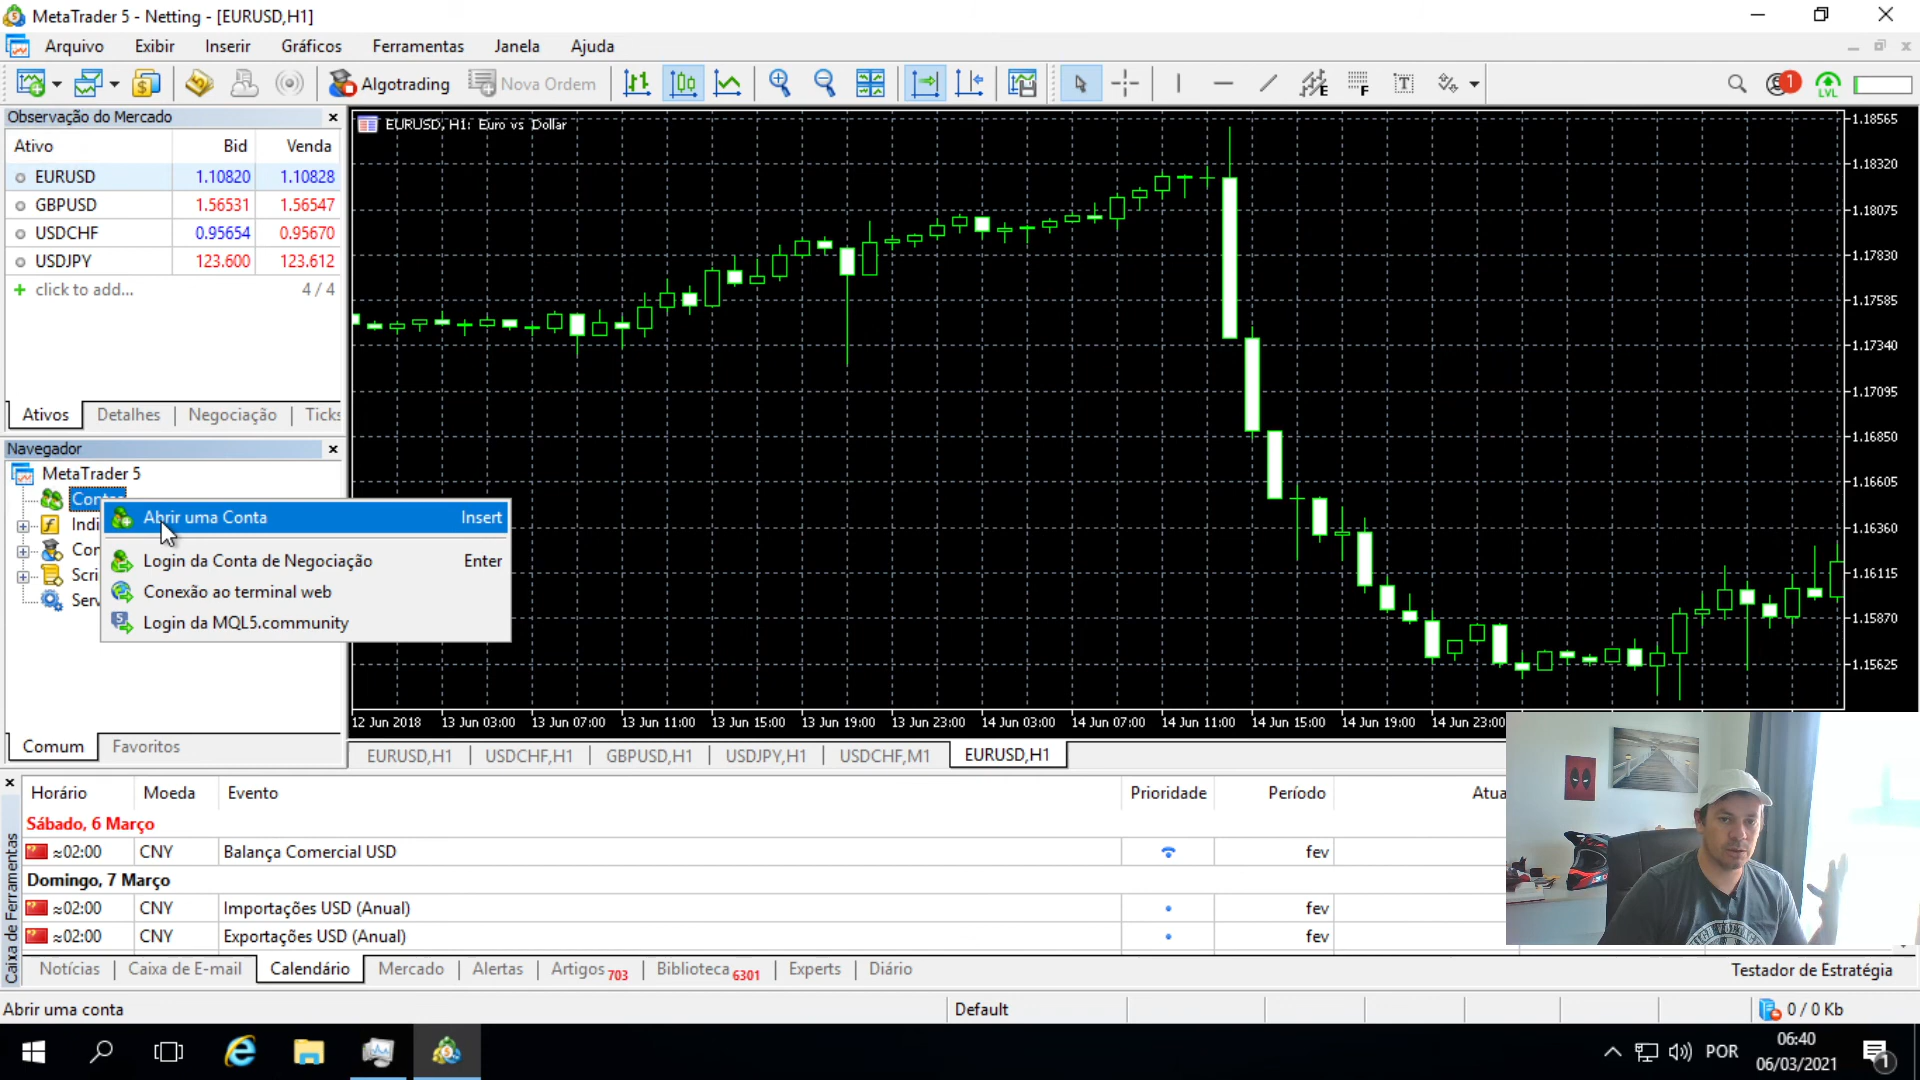 MetaTrader 5 - Netting - [EURUSD,H1]
Arquivo Exibir Inserir Gráficos Ferramentas Janela Ajuda
Algotrading Nova Ordem 1 LVL
Observação do Mercado
Ativo Bid Venda
EURUSD 1.10820 1.10828
GBPUSD 1.56531 1.56547
USDCHF 0.95654 0.95670
USDJPY 123.600 123.612
click to add... 4 / 4
Ativos Detalhes Negociação Ticks
Navegador
MetaTrader 5
Contas
Indi
Con
Scri
Serv
Abrir uma Conta Insert
Login da Conta de Negociação Enter
Conexão ao terminal web
Login da MQL5.community
Comum Favoritos
EURUSD, H1: Euro vs Dollar
1.18565
1.18320
1.18075
1.17830
1.17585
1.17340
1.17095
1.16850
1.16605
1.16360
1.16115
1.15870
1.15625
12 Jun 2018 13 Jun 03:00 13 Jun 07:00 13 Jun 11:00 13 Jun 15:00 13 Jun 19:00 13 Jun 23:00 14 Jun 03:00 14 Jun 07:00 14 Jun 11:00 14 Jun 15:00 14 Jun 19:00 14 Jun 23:00
EURUSD,H1 USDCHF,H1 GBPUSD,H1 USDJPY,H1 USDCHF,M1 EURUSD,H1
Horário Moeda Evento Prioridade Período Atua
Sábado, 6 Março
≈02:00 CNY Balança Comercial USD fev
Domingo, 7 Março
≈02:00 CNY Importações USD (Anual) fev
≈02:00 CNY Exportações USD (Anual) fev
Caixa de Ferramentas
Notícias Caixa de E-mail Calendário Mercado Alertas Artigos 703 Biblioteca 6301 Experts Diário Testador de Estratégia
Abrir uma conta Default 0 / 0 Kb
POR 06:40
06/03/2021 1